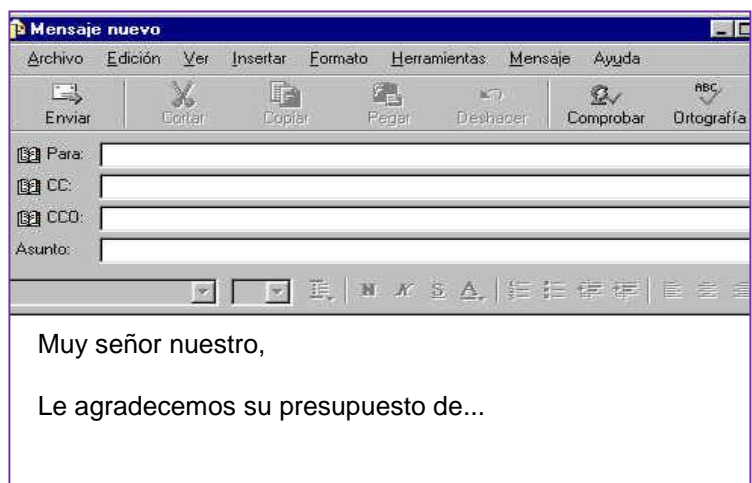 Mensaje nuevo
Archivo Edición Ver Insertar Formato Herramientas Mensaje Ayuda
ABC
Enviar Cortar Copiar Pegar Deshacer Comprobar Ortografía
Para:
CC:
CCO:
Asunto:
N K S A
Muy señor nuestro,
Le agradecemos su presupuesto de...